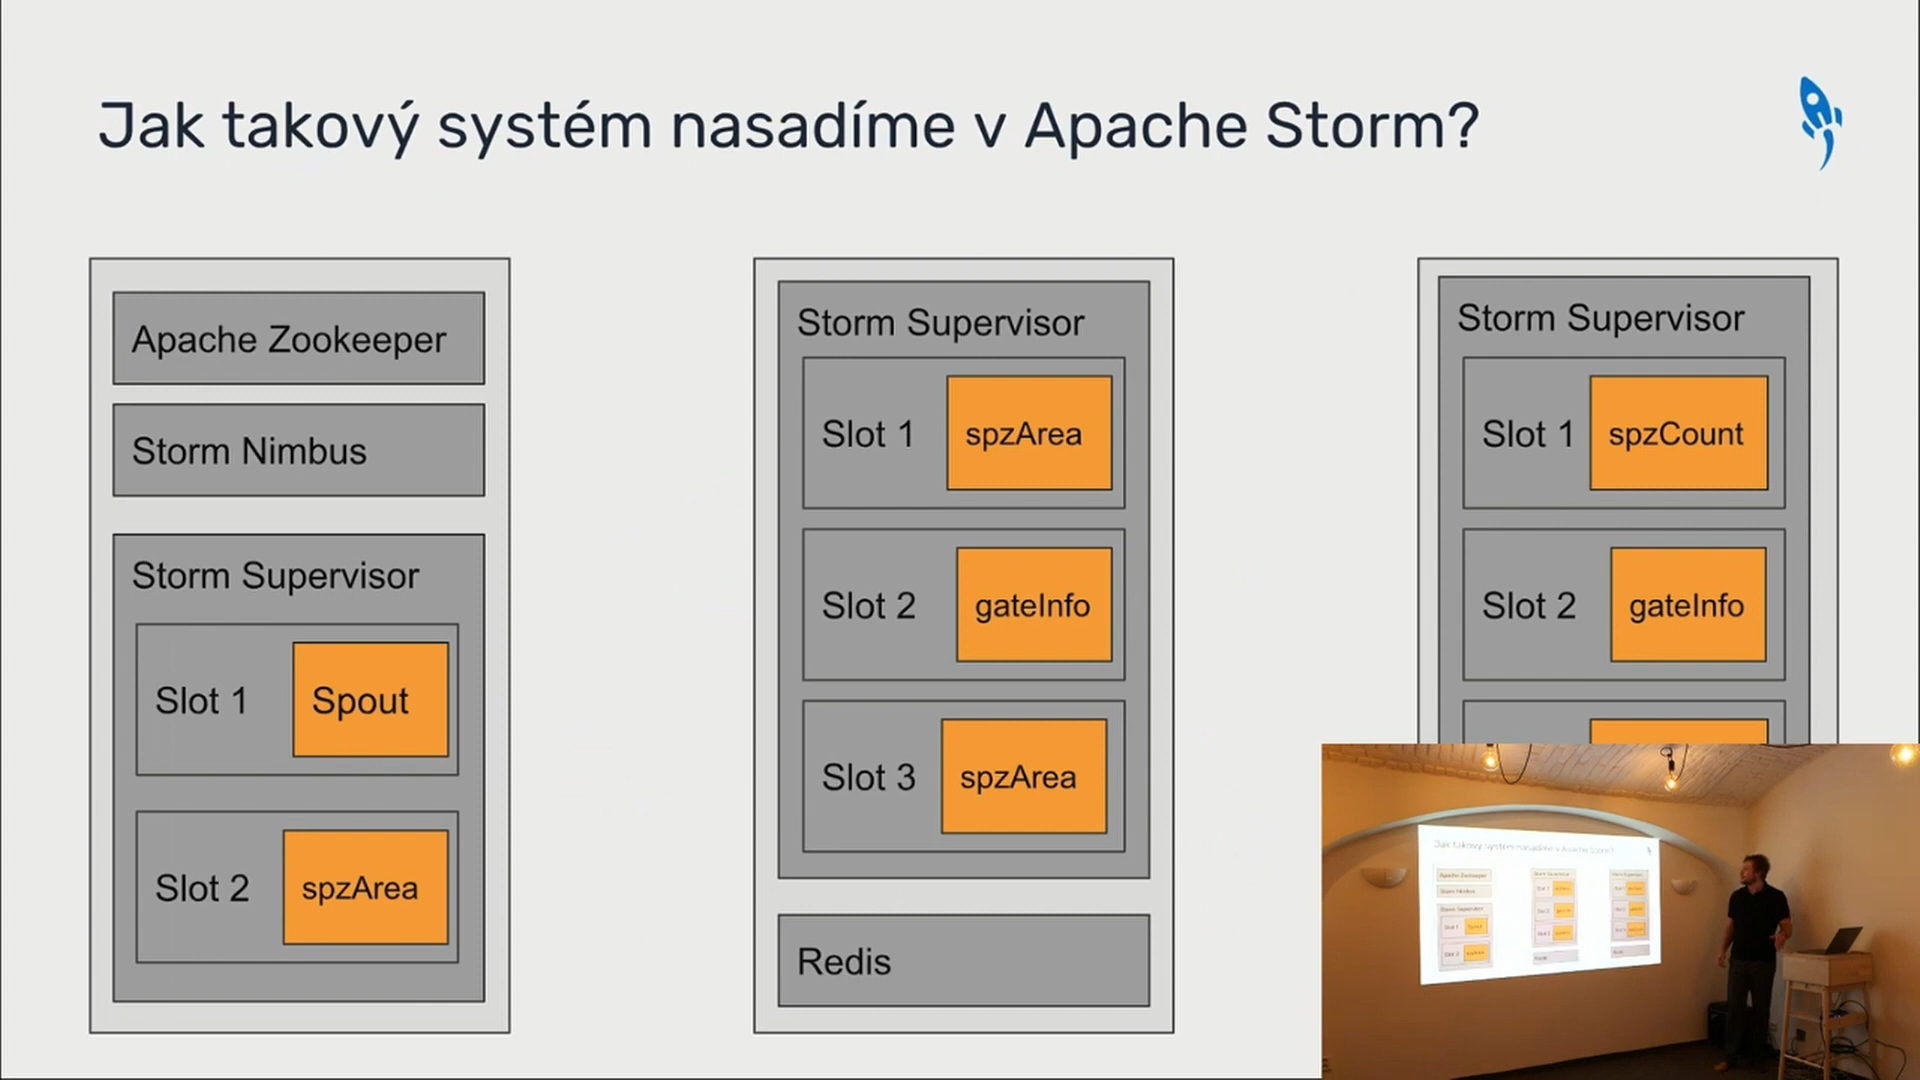 Jak takový systém nasadíme v Apache Storm?
Apache Zookeeper
Storm Nimbus
Storm Supervisor
Slot 1
Spout
Slot 2
spzArea
Storm Supervisor
Slot 1
spzArea
Slot 2
gateInfo
Slot 3
spzArea
Redis
Storm Supervisor
Slot 1
spzCount
Slot 2
gateInfo